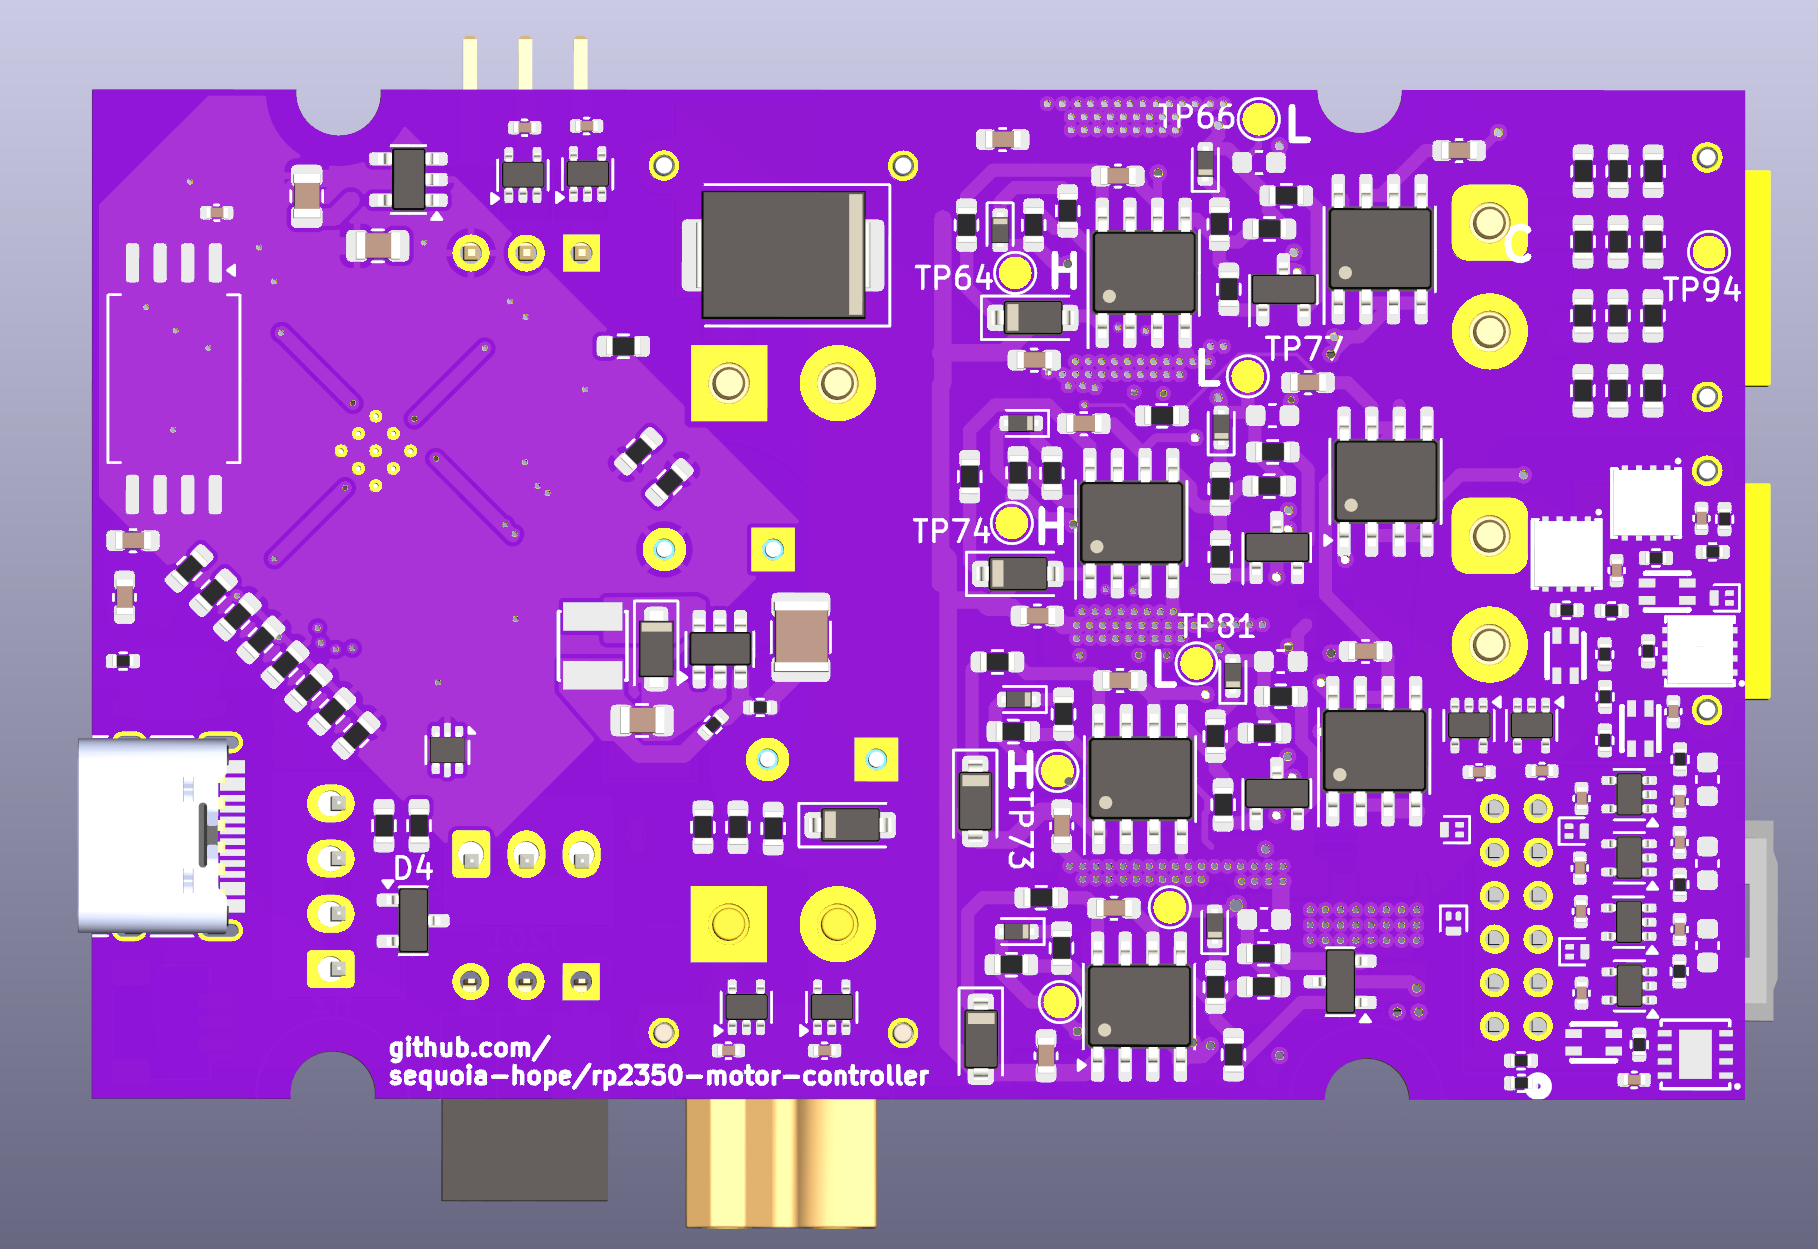 TP66
L
C
TP64
H
TP94
TP77
L
TP74
H
TP81
L
H
TP73
D4
github.com/
sequoia-hope/rp2350-motor-controller